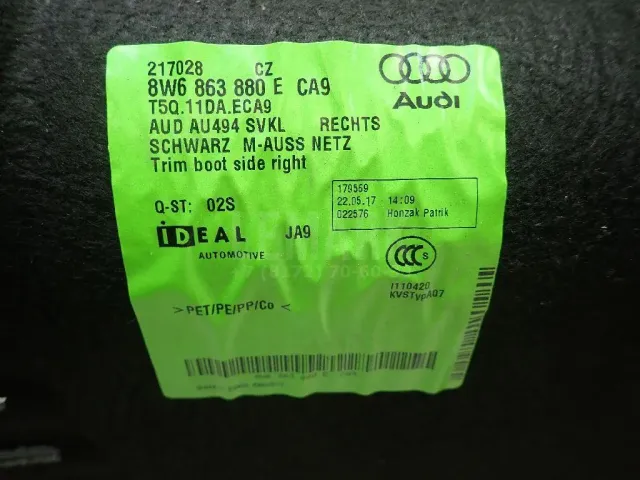 217028 CZ
8W6 863 880 E CA9
T5Q.11DA.ECA9
AUD AU494 SVKL RECHTS
SCHWARZ M-AUSS NETZ
Trim boot side right
Audi
Q-ST: 02S
179559
22.05.17 14:09
022576 Honzak Patrik
iDEAL JA9
AUTOMOTIVE
CCC S
I110420
KVSTypA07
>PET/PE/PP/Co <